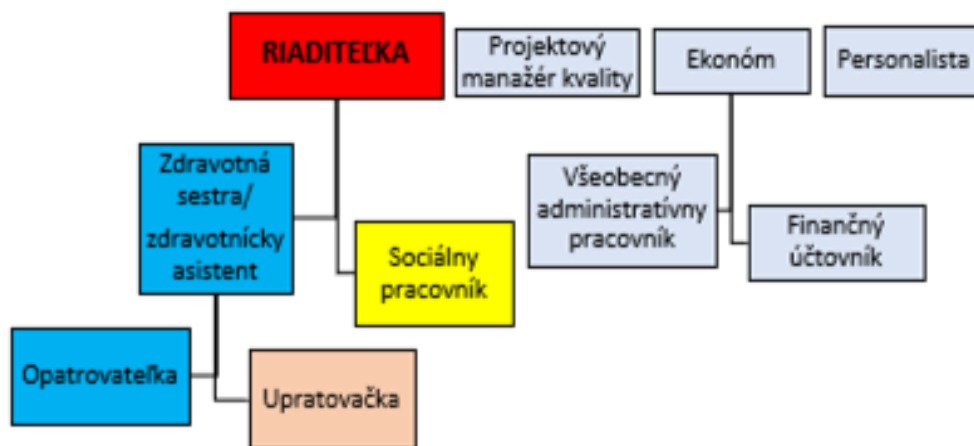 RIADITEĽKA
Projektový
manažér kvality
Ekonóm
Personalista
Zdravotná
sestra/
zdravotnícky
asistent
Všeobecný
administratívny
pracovník
Sociálny
pracovník
Finančný
účtovník
Opatrovateľka
Upratovačka